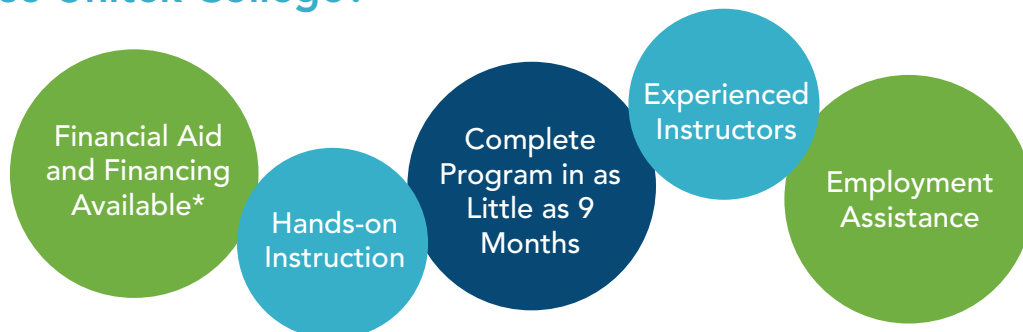 Financial Aid
and Financing
Available*
Hands-on
Instruction
Complete
Program in as
Little as 9
Months
Experienced
Instructors
Employment
Assistance